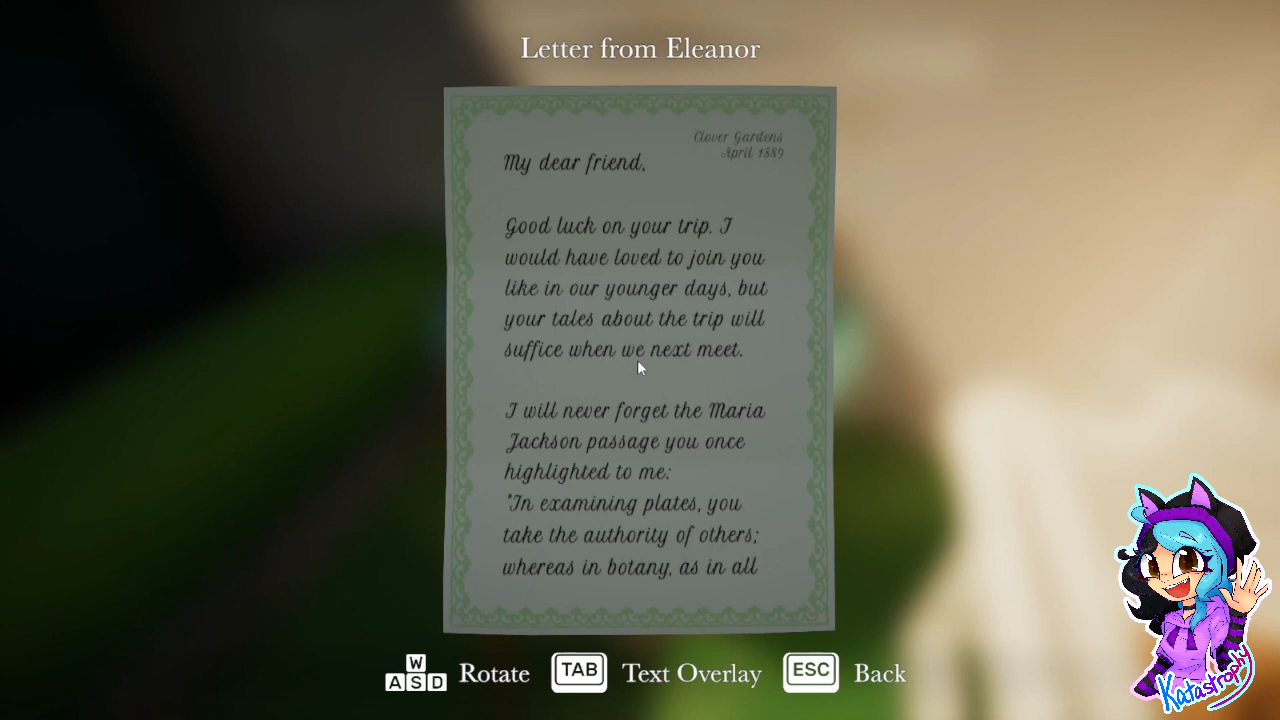 Letter from Eleanor
Clover Gardens
April 1889
My dear friend,
Good luck on your trip. I
would have loved to join you
like in our younger days, but
your tales about the trip will
suffice when we next meet.
I will never forget the Maria
Jackson passage you once
highlighted to me:
"In examining plates, you
take the authority of others;
whereas in botany, as in all
W
A S D Rotate TAB Text Overlay ESC Back
Katastrophy